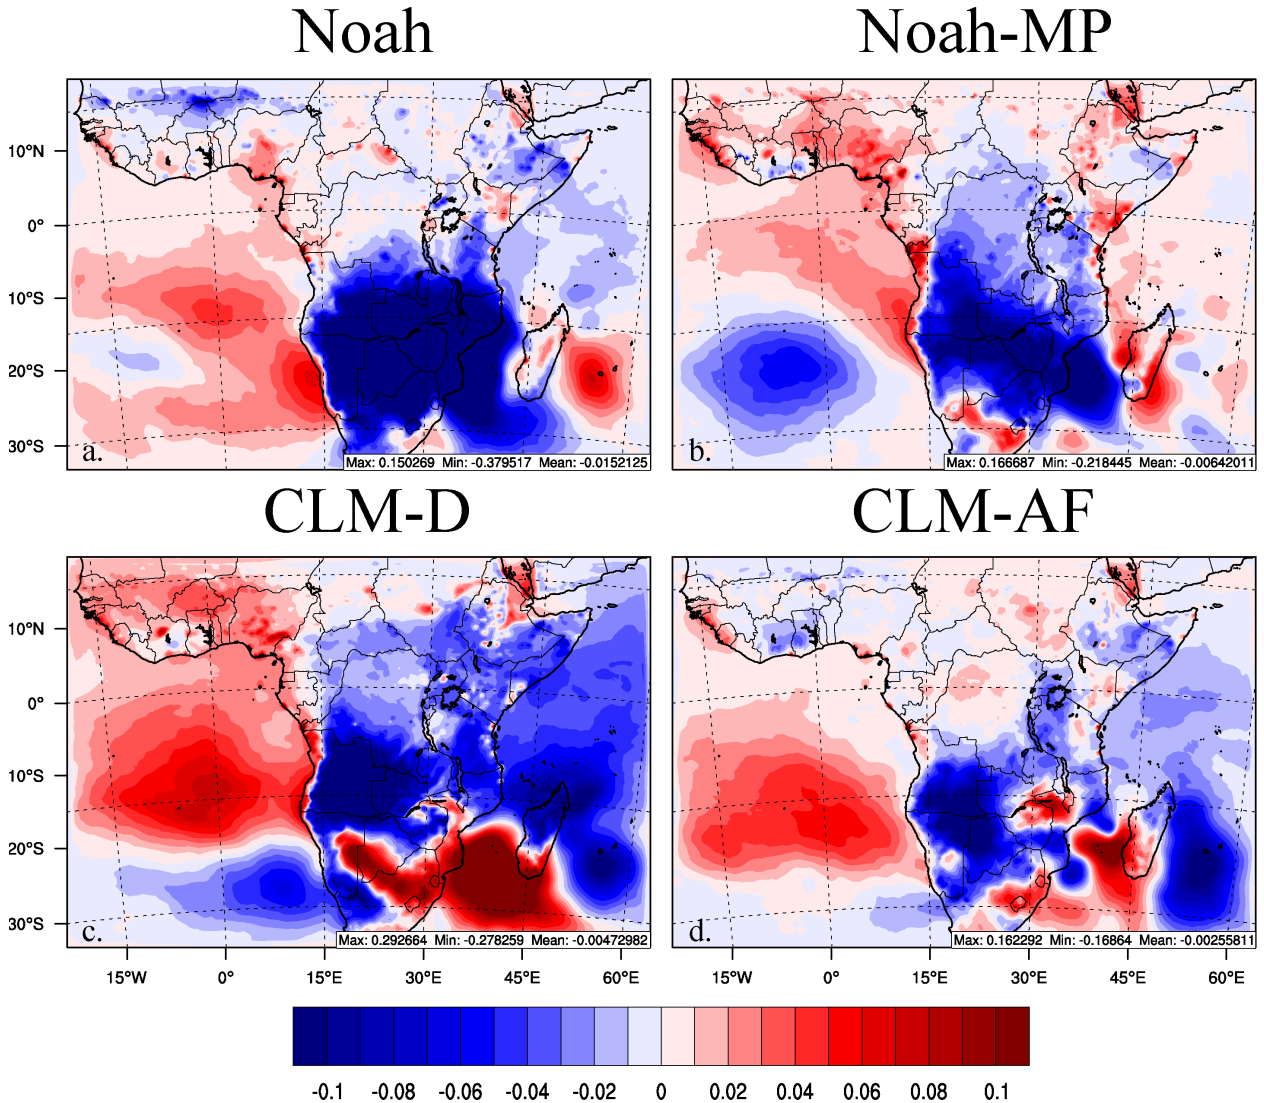 Noah Noah-MP
10°N
0°
10°S
20°S
30°S
a. b.
Max: 0.150269 Min: -0.379517 Mean: -0.0152125
Max: 0.166687 Min: -0.218445 Mean: -0.00642011
CLM-D CLM-AF
10°N
0°
10°S
20°S
30°S
c. d.
Max: 0.292664 Min: -0.278259 Mean: -0.00472982
Max: 0.162292 Min: -0.16864 Mean: -0.00255811
15°W 0° 15°E 30°E 45°E 60°E 15°W 0° 15°E 30°E 45°E 60°E
-0.1 -0.08 -0.06 -0.04 -0.02 0 0.02 0.04 0.06 0.08 0.1